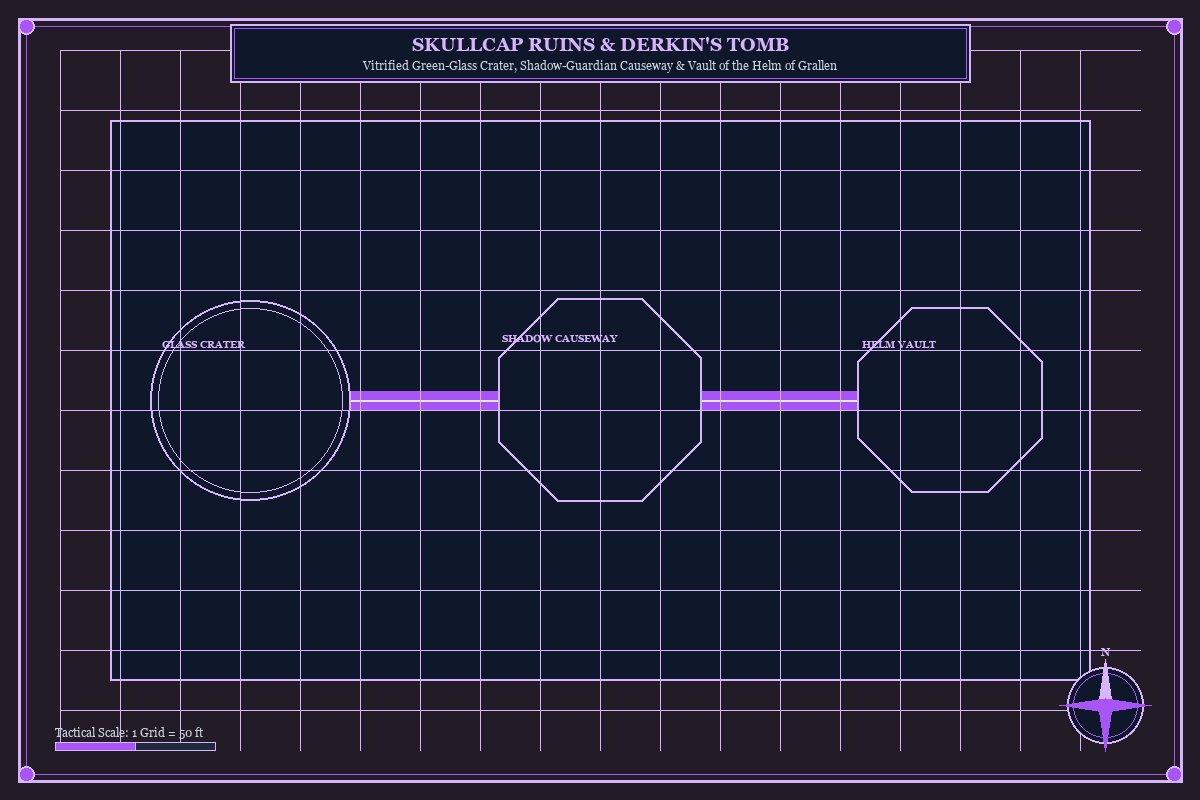 SKULLCAP RUINS & DERKIN'S TOMB
Vitrified Green-Glass Crater, Shadow-Guardian Causeway & Vault of the Helm of Grallen
SHADOW CAUSEWAY
GLASS CRATER
HELM VAULT
N
Tactical Scale: 1 Grid = 50 ft